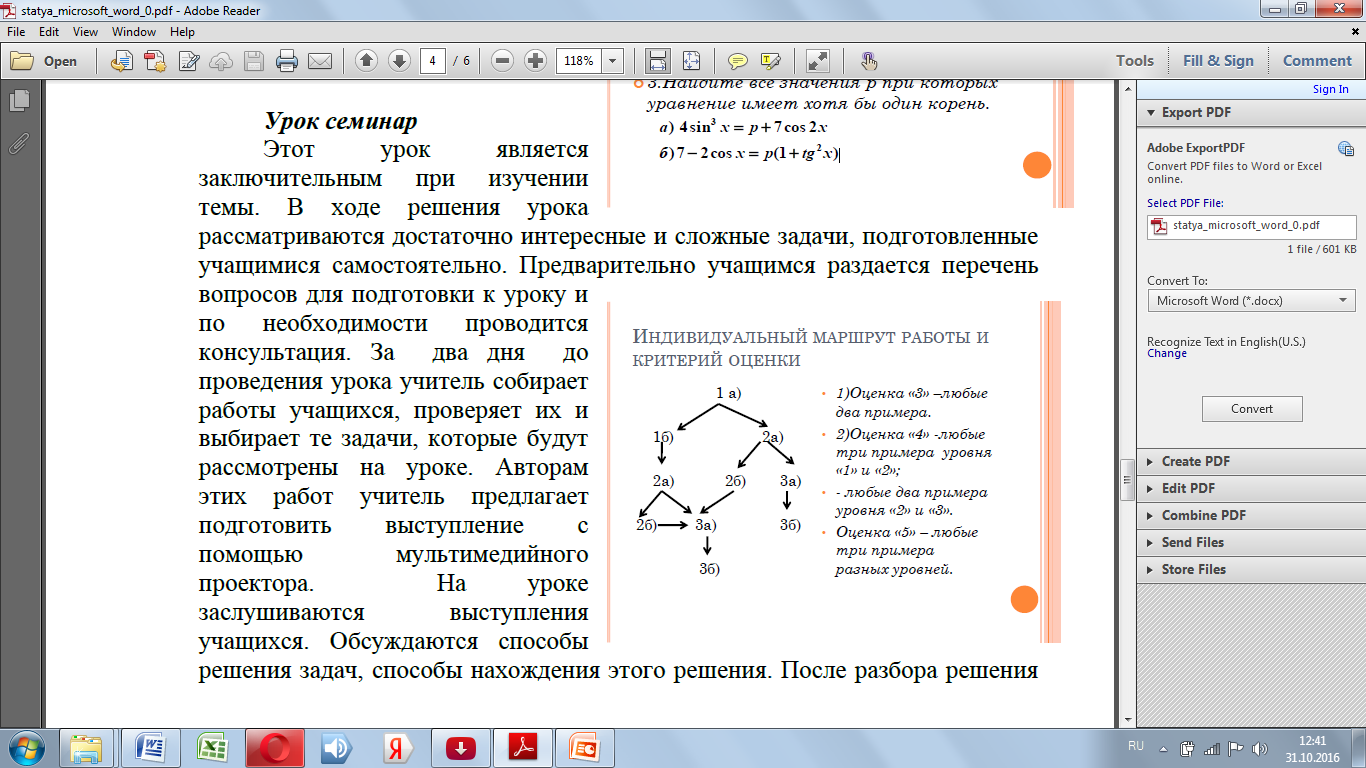 statya_microsoft_word_0.pdf - Adobe Reader
File Edit View Window Help
Open
4 / 6
118%
Tools Fill & Sign Comment
3.Найдите все значения p при которых
уравнение имеет хотя бы один корень.
а) 4 sin³ x = p + 7 cos 2x
б) 7 − 2 cos x = p(1 + tg² x)
Урок семинар
Этот урок является
заключительным при изучении
темы. В ходе решения урока
рассматриваются достаточно интересные и сложные задачи, подготовленные
учащимися самостоятельно. Предварительно учащимся раздается перечень
вопросов для подготовки к уроку и
по необходимости проводится
консультация. За два дня до
проведения урока учитель собирает
работы учащихся, проверяет их и
выбирает те задачи, которые будут
рассмотрены на уроке. Авторам
этих работ учитель предлагает
подготовить выступление с
помощью мультимедийного
проектора. На уроке
заслушиваются выступления
учащихся. Обсуждаются способы
решения задач, способы нахождения этого решения. После разбора решения
Индивидуальный маршрут работы и
критерий оценки
1 а)
1б) 2а)
2а) 2б) 3а)
2б) 3а) 3б)
3б)
• 1)Оценка «3» –любые
два примера.
• 2)Оценка «4» -любые
три примера уровня
«1» и «2»;
• - любые два примера
уровня «2» и «3».
• Оценка «5» – любые
три примера
разных уровней.
Sign In
Export PDF
Adobe ExportPDF
Convert PDF files to Word or Excel
online.
Select PDF File:
statya_microsoft_word_0.pdf
1 file / 601 KB
Convert To:
Microsoft Word (*.docx)
Recognize Text in English(U.S.)
Change
Convert
Create PDF
Edit PDF
Combine PDF
Send Files
Store Files
RU
12:41
31.10.2016